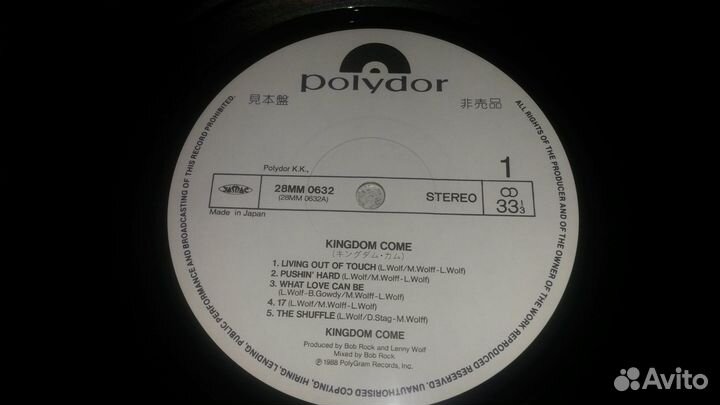 polydor
見本盤
非売品
1
Polydor K.K.,
JASRAC
28MM 0632
(28MM 0632A)
STEREO
33 1/3
Made in Japan
KINGDOM COME
(キングダム・カム)
1. LIVING OUT OF TOUCH (L.Wolf/M.Wolff-L.Wolf)
2. PUSHIN' HARD (L.Wolf/M.Wolff-L.Wolf)
3. WHAT LOVE CAN BE
(L.Wolf-B.Gowdy/M.Wolff-L.Wolf)
4. 17 (L.Wolf/M.Wolff-L.Wolf)
5. THE SHUFFLE (L.Wolf/D.Stag-M.Wolff)
KINGDOM COME
Produced by Bob Rock and Lenny Wolf
Mixed by Bob Rock
Ⓟ1988 PolyGram Records, Inc.
ALL RIGHTS OF THE PRODUCER AND OF THE OWNER OF THE WORK REPRODUCED RESERVED. UNAUTHORISED COPYING, HIRING, LENDING, PUBLIC PERFORMANCE AND BROADCASTING OF THIS RECORD PROHIBITED.
Avito